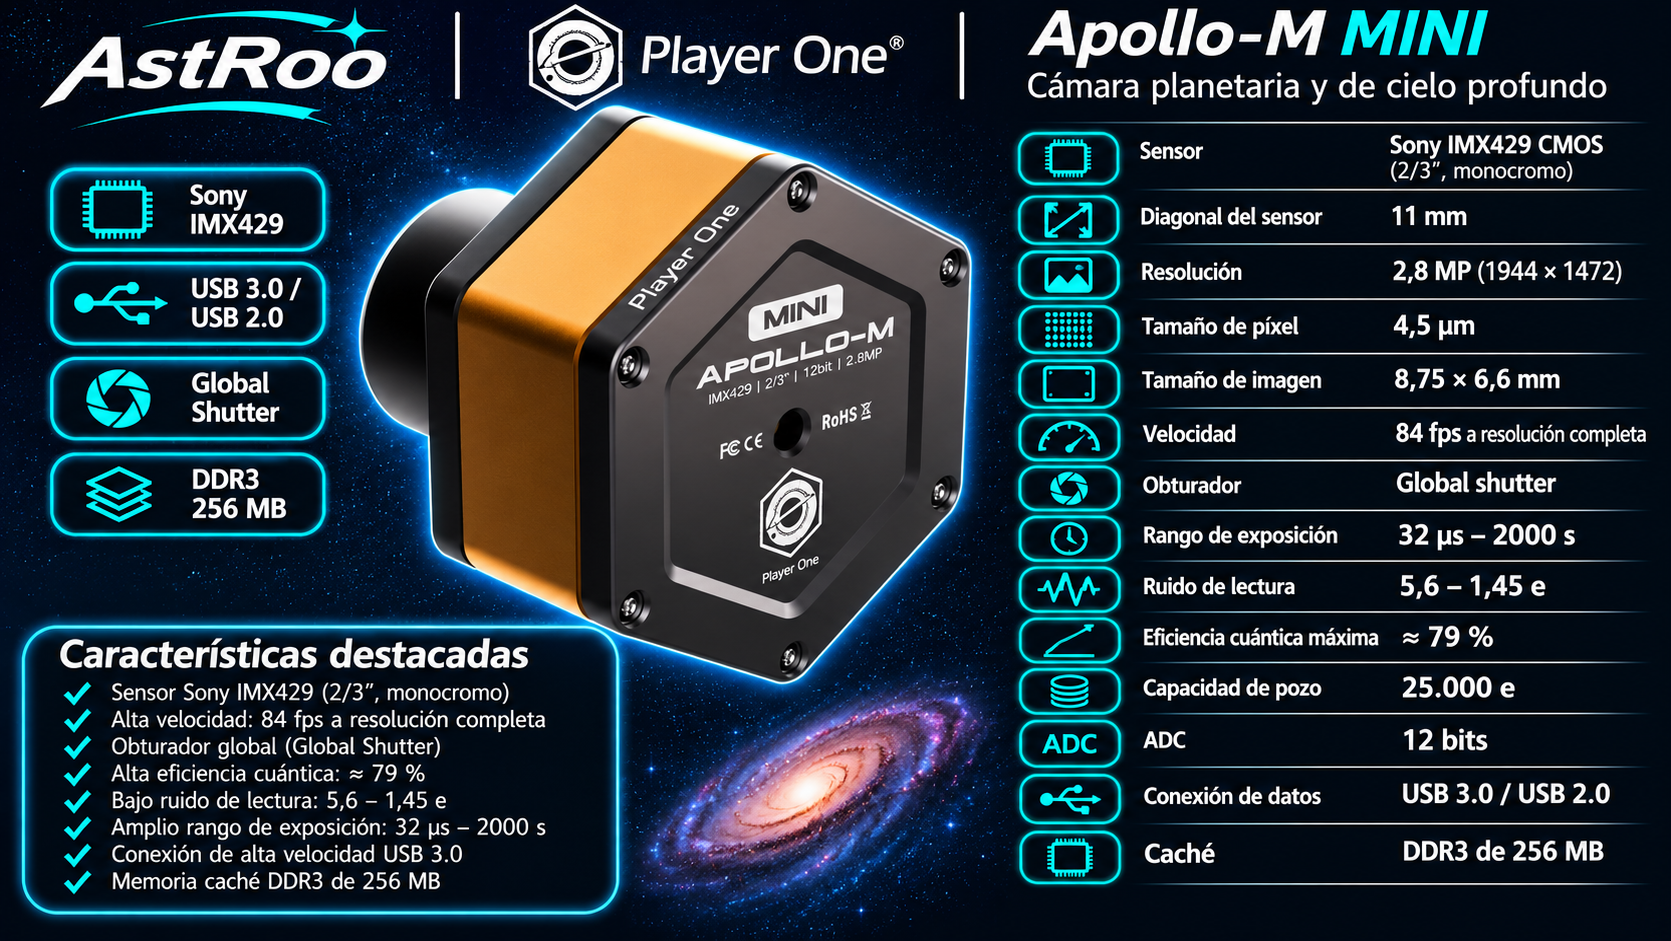 AstRoo
Player One®
Apollo-M MINI
Cámara planetaria y de cielo profundo
Sony
IMX429
USB 3.0 /
USB 2.0
Global
Shutter
DDR3
256 MB
Player One
MINI
APOLLO-M
IMX429 | 2/3" | 12bit | 2.8MP
FC CE
RoHS
Player One
Características destacadas
Sensor Sony IMX429 (2/3”, monocromo)
Alta velocidad: 84 fps a resolución completa
Obturador global (Global Shutter)
Alta eficiencia cuántica: ≈ 79 %
Bajo ruido de lectura: 5,6 – 1,45 e
Amplio rango de exposición: 32 µs – 2000 s
Conexión de alta velocidad USB 3.0
Memoria caché DDR3 de 256 MB
Sensor Sony IMX429 CMOS
(2/3”, monocromo)
Diagonal del sensor 11 mm
Resolución 2,8 MP (1944 × 1472)
Tamaño de píxel 4,5 µm
Tamaño de imagen 8,75 × 6,6 mm
Velocidad 84 fps a resolución completa
Obturador Global shutter
Rango de exposición 32 µs – 2000 s
Ruido de lectura 5,6 – 1,45 e
Eficiencia cuántica máxima ≈ 79 %
Capacidad de pozo 25.000 e
ADC ADC 12 bits
Conexión de datos USB 3.0 / USB 2.0
Caché DDR3 de 256 MB